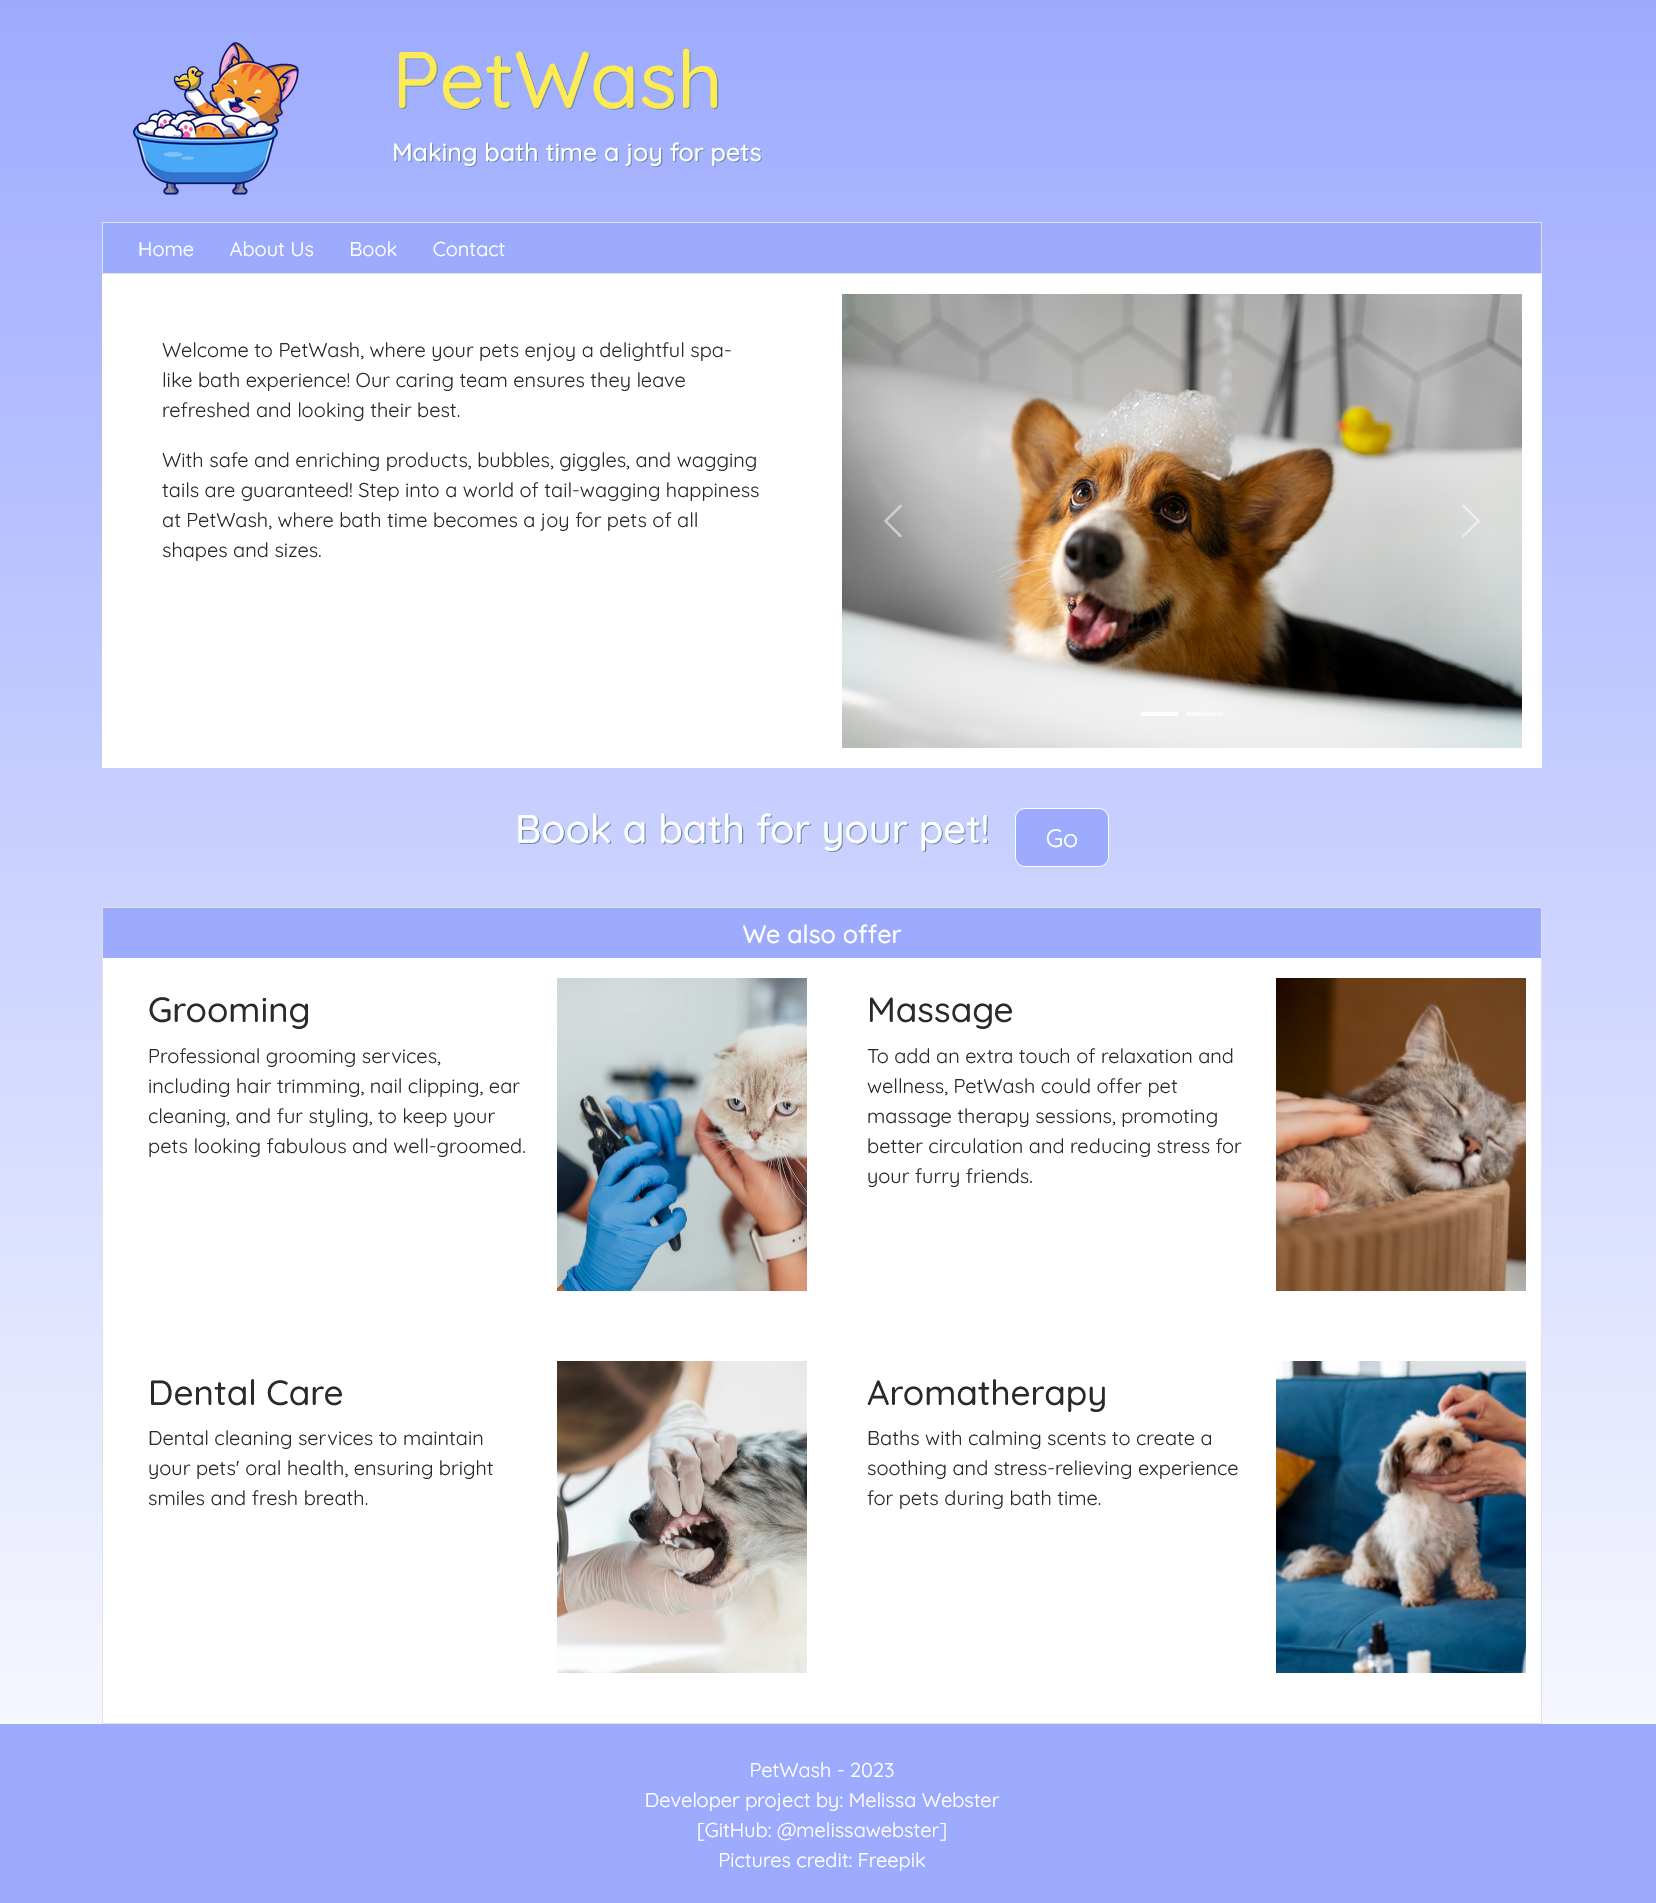 PetWash
Making bath time a joy for pets
Home About Us Book Contact
Welcome to PetWash, where your pets enjoy a delightful spa-
like bath experience! Our caring team ensures they leave
refreshed and looking their best.
With safe and enriching products, bubbles, giggles, and wagging
tails are guaranteed! Step into a world of tail-wagging happiness
at PetWash, where bath time becomes a joy for pets of all
shapes and sizes.
Book a bath for your pet! Go
We also offer
Grooming
Professional grooming services,
including hair trimming, nail clipping, ear
cleaning, and fur styling, to keep your
pets looking fabulous and well-groomed.
Massage
To add an extra touch of relaxation and
wellness, PetWash could offer pet
massage therapy sessions, promoting
better circulation and reducing stress for
your furry friends.
Dental Care
Dental cleaning services to maintain
your pets' oral health, ensuring bright
smiles and fresh breath.
Aromatherapy
Baths with calming scents to create a
soothing and stress-relieving experience
for pets during bath time.
PetWash - 2023
Developer project by: Melissa Webster
[GitHub: @melissawebster]
Pictures credit: Freepik